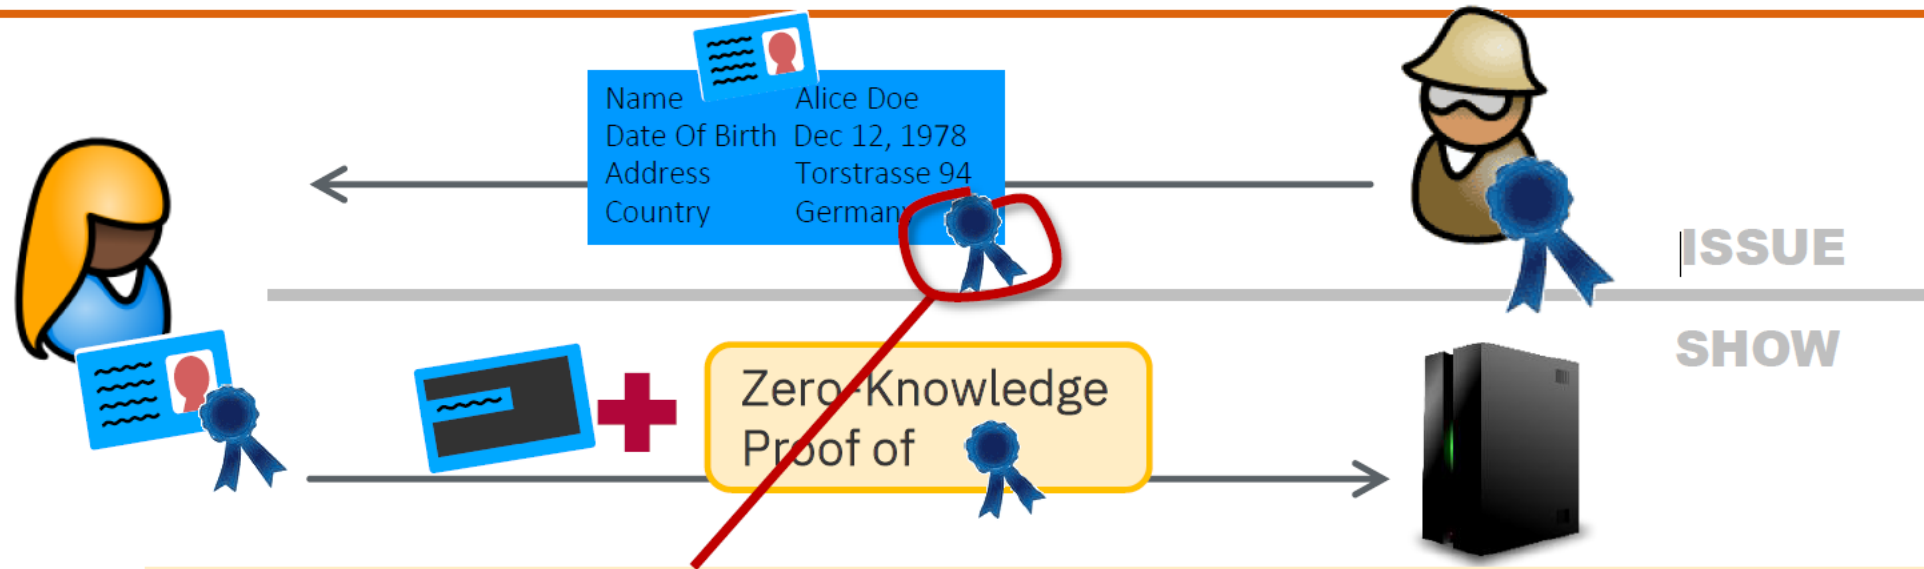 Name Alice Doe
Date Of Birth Dec 12, 1978
Address Torstrasse 94
Country Germany
ISSUE
SHOW
Zero-Knowledge
Proof of